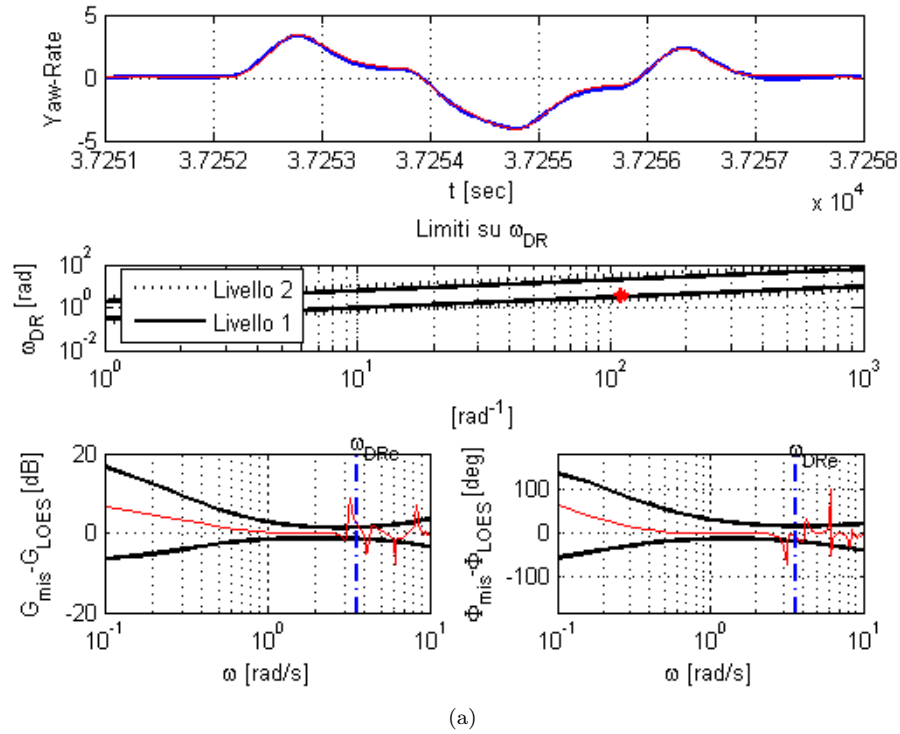 5
0
-5
Yaw-Rate
3.7251 3.7252 3.7253 3.7254 3.7255 3.7256 3.7257 3.7258
t [sec]
x 10^4
Limiti su ω_DR
10^2
10^0
10^-2
ω_DR [rad]
Livello 2
Livello 1
10^0 10^1 10^2 10^3
[rad^-1]
20
0
-20
G_mis-G_LOES [dB]
ω_DRe
10^-1 10^0 10^1
ω [rad/s]
100
0
-100
Φ_mis-Φ_LOES [deg]
ω_DRe
10^-1 10^0 10^1
ω [rad/s]
(a)